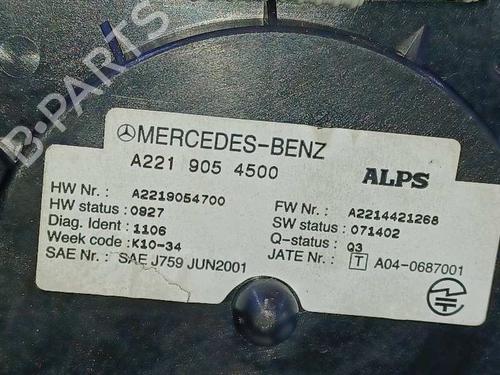 B-PARTS
MERCEDES-BENZ
A221 905 4500
ALPS
HW Nr. : A2219054700
HW status : 0927
Diag. Ident : 1106
Week code : K10-34
SAE Nr. : SAE J759 JUN2001
FW Nr. : A2214421268
SW status : 071402
Q-status : Q3
JATE Nr. : T A04-0687001